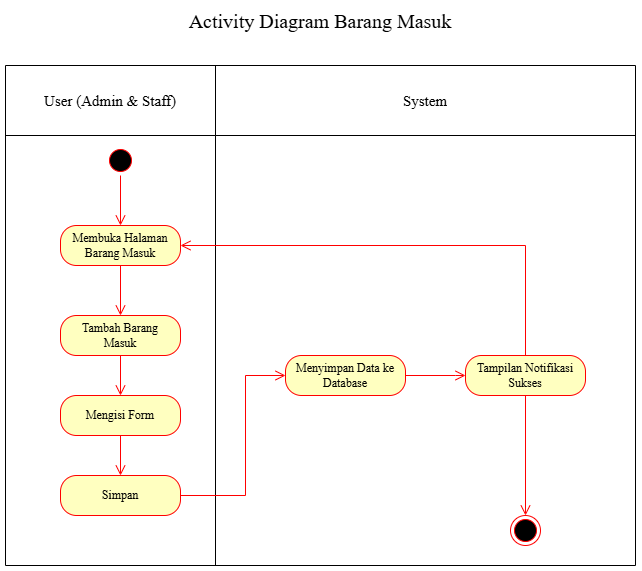 Activity Diagram Barang Masuk
User (Admin & Staff)
System
Membuka Halaman
Barang Masuk
Tambah Barang
Masuk
Mengisi Form
Simpan
Menyimpan Data ke
Database
Tampilan Notifikasi
Sukses